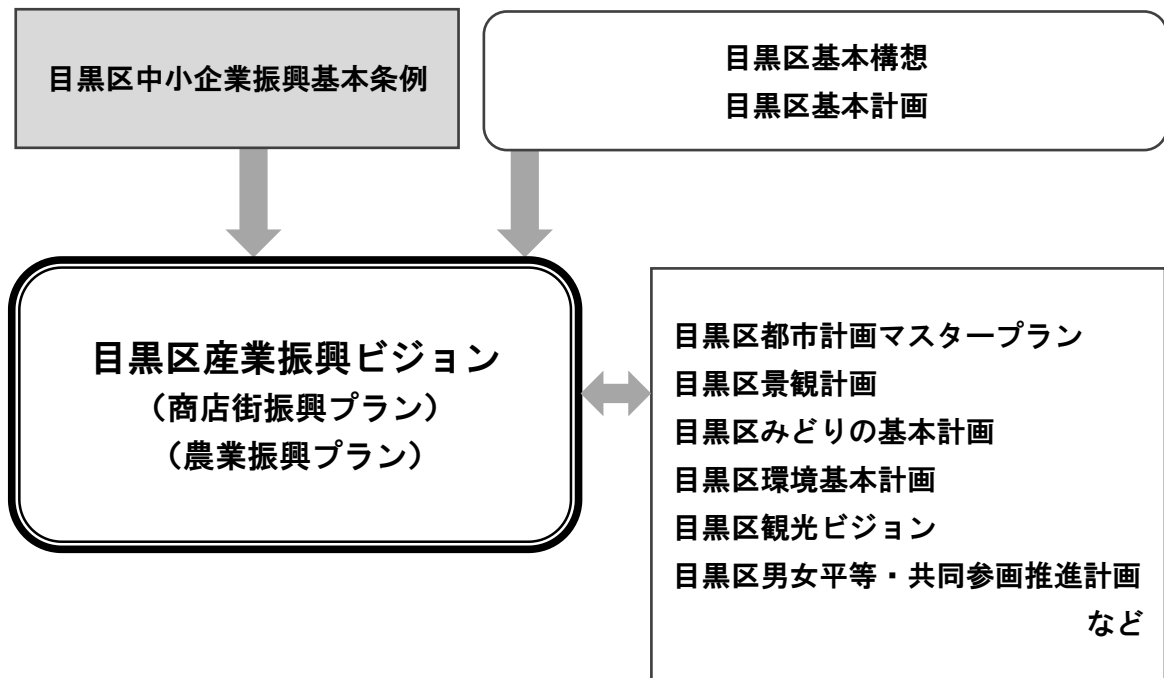 目黒区中小企業振興基本条例
目黒区基本構想
目黒区基本計画
目黒区産業振興ビジョン
（商店街振興プラン）
（農業振興プラン）
目黒区都市計画マスタープラン
目黒区景観計画
目黒区みどりの基本計画
目黒区環境基本計画
目黒区観光ビジョン
目黒区男女平等・共同参画推進計画
など